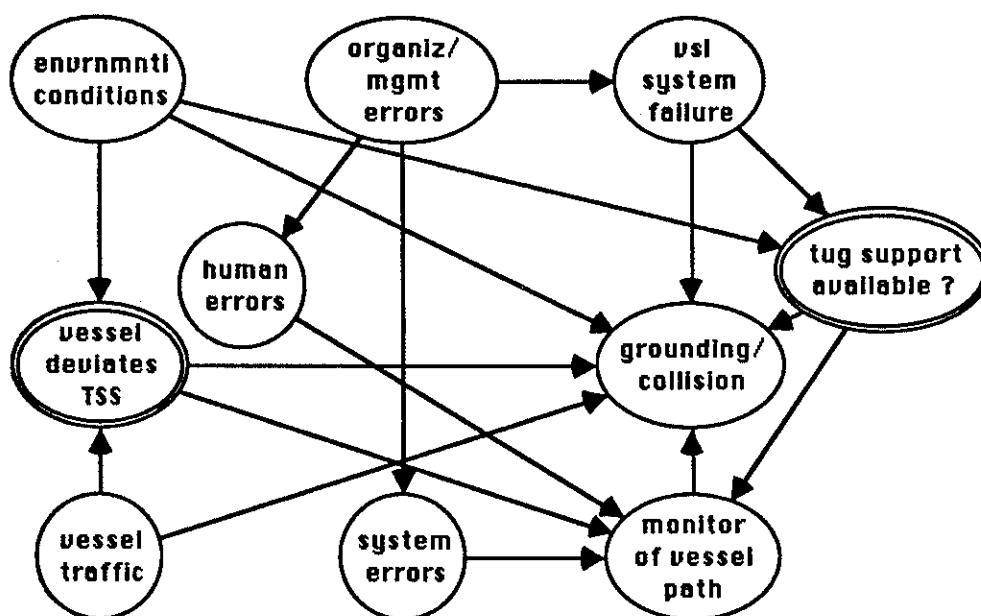 envrnmntl
conditions
organiz/
mgmt
errors
vsl
system
failure
human
errors
tug support
available ?
vessel
deviates
TSS
grounding/
collision
vessel
traffic
system
errors
monitor
of vessel
path